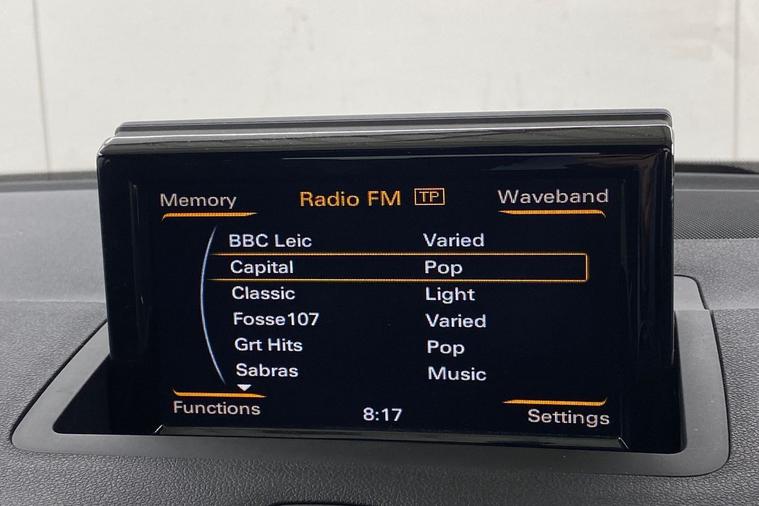 Memory Radio FM TP Waveband
BBC Leic Varied
Capital Pop
Classic Light
Fosse107 Varied
Grt Hits Pop
Sabras Music
Functions 8:17 Settings